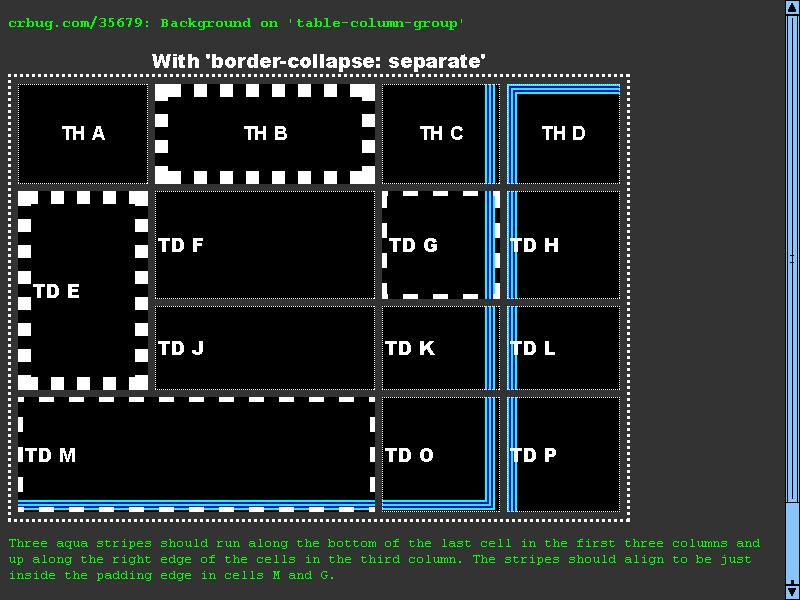 crbug.com/35679: Background on 'table-column-group'
With 'border-collapse: separate'
TH A TH B TH C TH D
TD E TD F TD G TD H
TD J TD K TD L
TD M TD O TD P
Three aqua stripes should run along the bottom of the last cell in the first three columns and
up along the right edge of the cells in the third column. The stripes should align to be just
inside the padding edge in cells M and G.